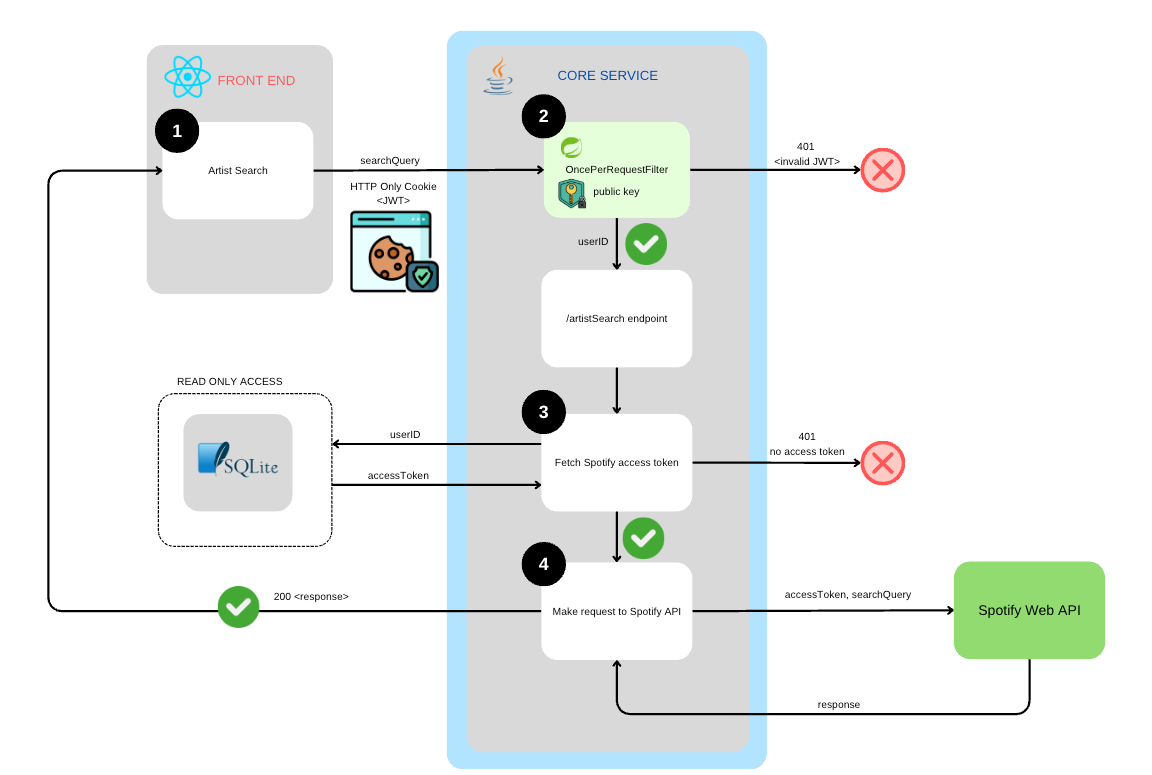 FRONT END
1
Artist Search
searchQuery
HTTP Only Cookie
<JWT>
CORE SERVICE
2
OncePerRequestFilter
public key
401
<invalid JWT>
userID
/artistSearch endpoint
READ ONLY ACCESS
SQLite
userID
accessToken
3
Fetch Spotify access token
401
no access token
4
Make request to Spotify API
200 <response>
accessToken, searchQuery
Spotify Web API
response